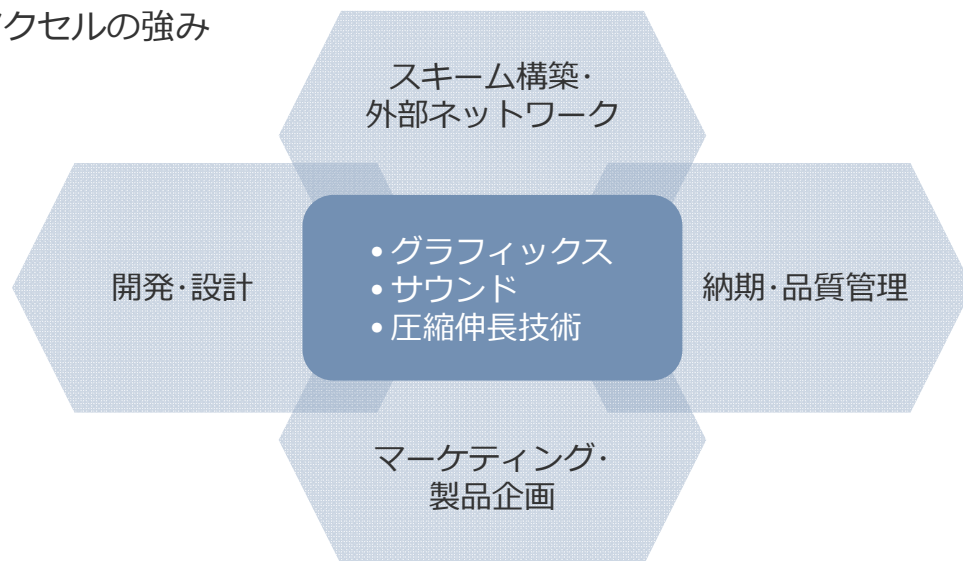 アクセルの強み
スキーム構築・
外部ネットワーク
開発・設計
• グラフィックス
• サウンド
• 圧縮伸長技術
納期・品質管理
マーケティング・
製品企画